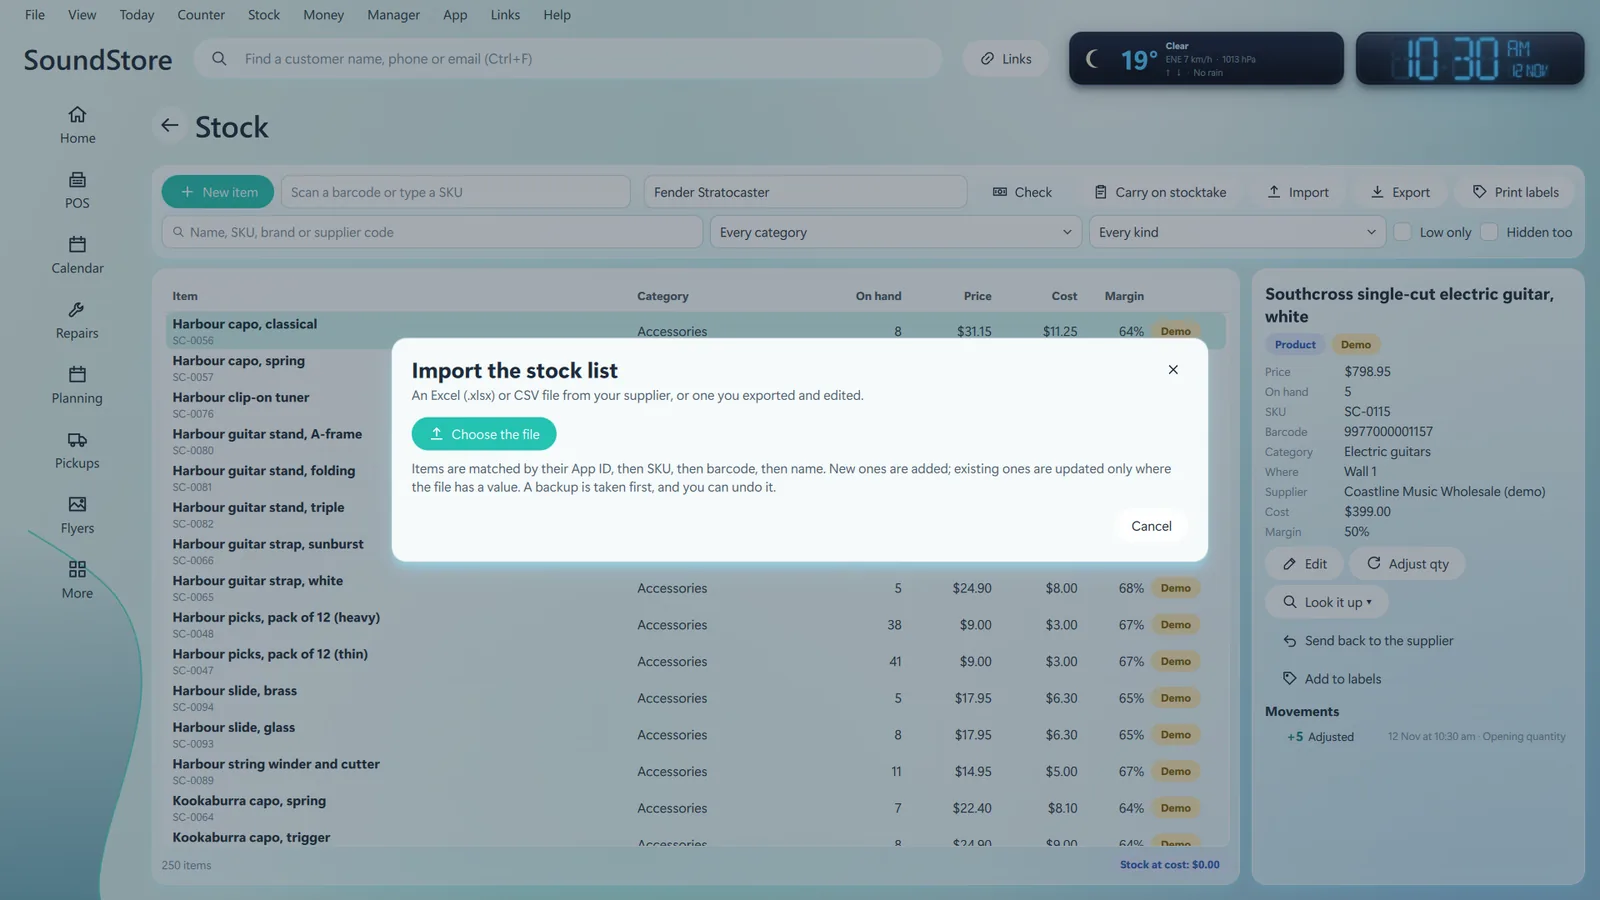 File View Today Counter Stock Money Manager App Links Help
SoundStore
Find a customer name, phone or email (Ctrl+F)
Links
19°
Clear
ENE 7 km/h · 1013 hPa
↑ ↓ · No rain
10:30 AM
12 NOV
Home
POS
Calendar
Repairs
Planning
Pickups
Flyers
More
Stock
New item
Scan a barcode or type a SKU
Fender Stratocaster
Check
Carry on stocktake
Import
Export
Print labels
Name, SKU, brand or supplier code
Every category
Every kind
Low only
Hidden too
Item Category On hand Price Cost Margin
Harbour capo, classical
SC-0056
Accessories 8 $31.15 $11.25 64% Demo
Harbour capo, spring
SC-0057
Harbour clip-on tuner
SC-0076
Harbour guitar stand, A-frame
SC-0080
Harbour guitar stand, folding
SC-0081
Harbour guitar stand, triple
SC-0082
Harbour guitar strap, sunburst
SC-0066
Harbour guitar strap, white
SC-0065
Accessories 5 $24.90 $8.00 68% Demo
Harbour picks, pack of 12 (heavy)
SC-0048
Accessories 38 $9.00 $3.00 67% Demo
Harbour picks, pack of 12 (thin)
SC-0047
Accessories 41 $9.00 $3.00 67% Demo
Harbour slide, brass
SC-0094
Accessories 5 $17.95 $6.30 65% Demo
Harbour slide, glass
SC-0093
Accessories 8 $17.95 $6.30 65% Demo
Harbour string winder and cutter
SC-0089
Accessories 11 $14.95 $5.00 67% Demo
Kookaburra capo, spring
SC-0064
Accessories 7 $22.40 $8.10 64% Demo
Kookaburra capo, trigger
Accessories 8 $24.90 $9.00 64% Demo
250 items
Stock at cost: $0.00
Import the stock list
An Excel (.xlsx) or CSV file from your supplier, or one you exported and edited.
Choose the file
Items are matched by their App ID, then SKU, then barcode, then name. New ones are added; existing ones are updated only where
the file has a value. A backup is taken first, and you can undo it.
Cancel
Southcross single-cut electric guitar,
white
Product Demo
Price $798.95
On hand 5
SKU SC-0115
Barcode 9977000001157
Category Electric guitars
Where Wall 1
Supplier Coastline Music Wholesale (demo)
Cost $399.00
Margin 50%
Edit
Adjust qty
Look it up ▾
Send back to the supplier
Add to labels
Movements
+5 Adjusted 12 Nov at 10:30 am · Opening quantity